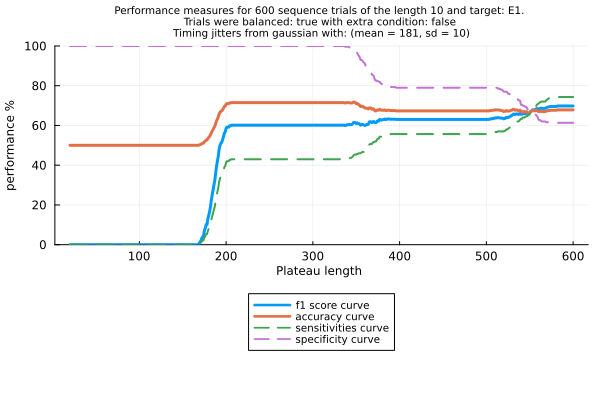 Performance measures for 600 sequence trials of the length 10 and target: E1.
Trials were balanced: true with extra condition: false
Timing jitters from gaussian with: (mean = 181, sd = 10)
100
80
60
40
20
0
performance %
100
200
300
400
500
600
Plateau length
f1 score curve
accuracy curve
sensitivities curve
specificity curve